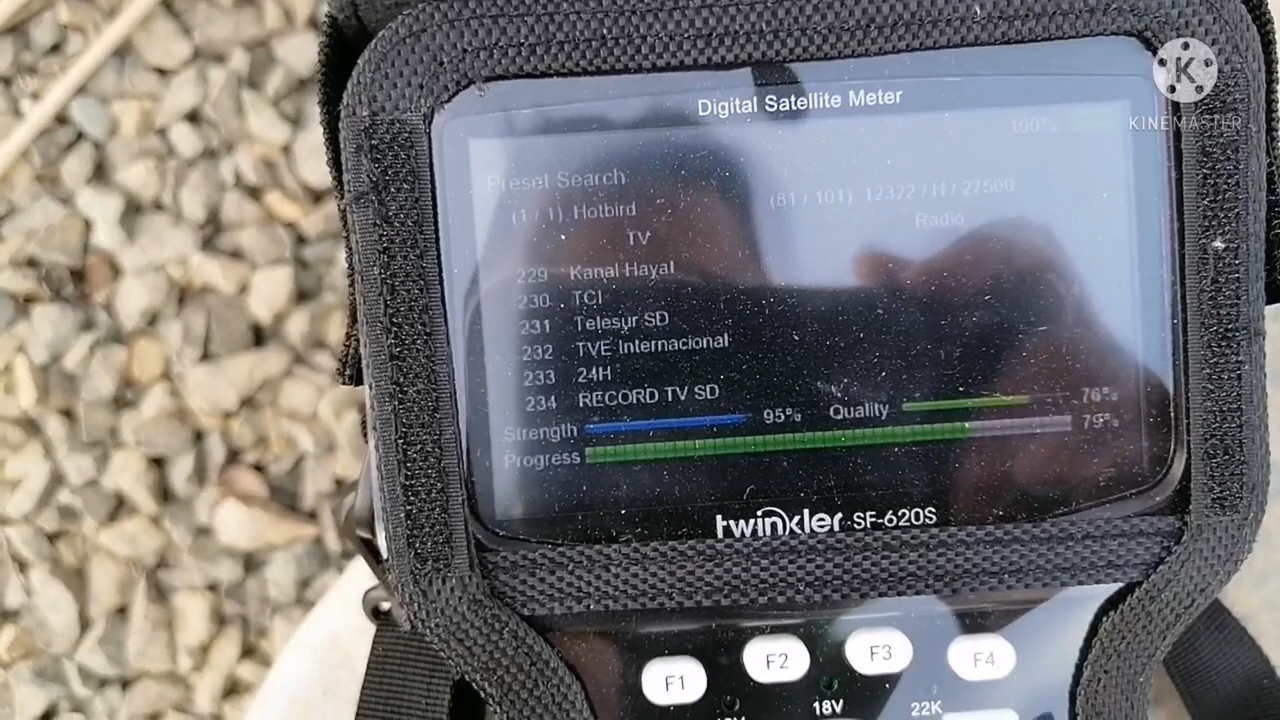 K
KINEMASTER
Digital Satellite Meter
100%
Preset Search
(1 / 1) Hotbird
(81 / 101) 12322 / H / 27500
TV
Radio
229 Kanal Hayat
230 TCI
231 Telesur SD
232 TVE Internacional
233 24H
234 RECORD TV SD
Strength 95% Quality 76%
Progress 79%
twinkler SF-620S
F1 F2 F3 F4
18V 22K